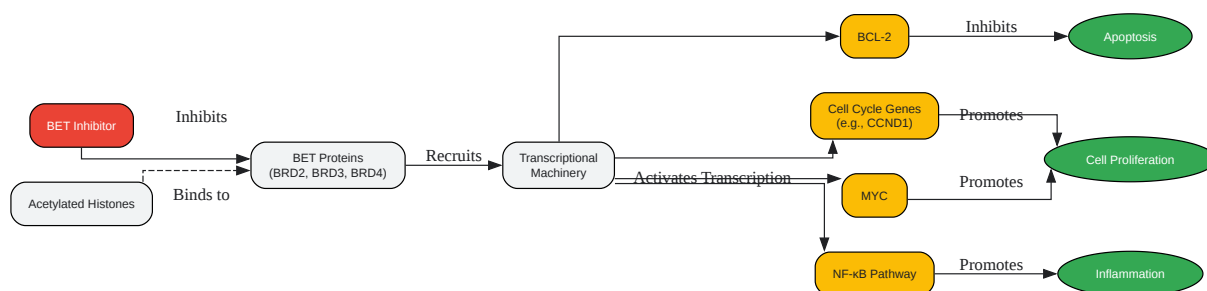 BCL-2
Inhibits
Apoptosis
BET Inhibitor
Inhibits
Cell Cycle Genes
(e.g., CCND1)
Promotes
BET Proteins
(BRD2, BRD3, BRD4)
Recruits
Transcriptional
Machinery
Cell Proliferation
Activates Transcription
Acetylated Histones
Binds to
MYC
Promotes
NF-κB Pathway
Promotes
Inflammation